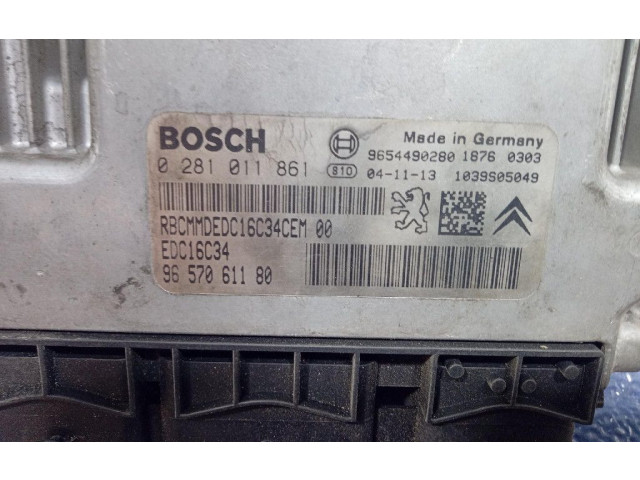 BOSCH
Made in Germany
9654490280 1876 0303
0 281 011 861
810 04-11-13 1039S05049
RBCMMDEDC16C34CEM 00
EDC16C34
96 570 611 80